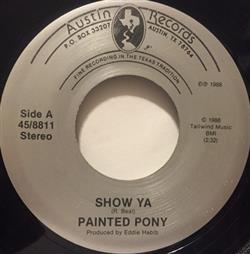 Austin Records
P.O. BOX 33207
AUSTIN, TX 78764
FINE RECORDING IN THE TEXAS TRADITION
Side A
45/8811
Stereo
©℗ 1988
© 1988
Tailwind Music
BMI
(2:32)
SHOW YA
(R. Beal)
PAINTED PONY
Produced by Eddie Habib